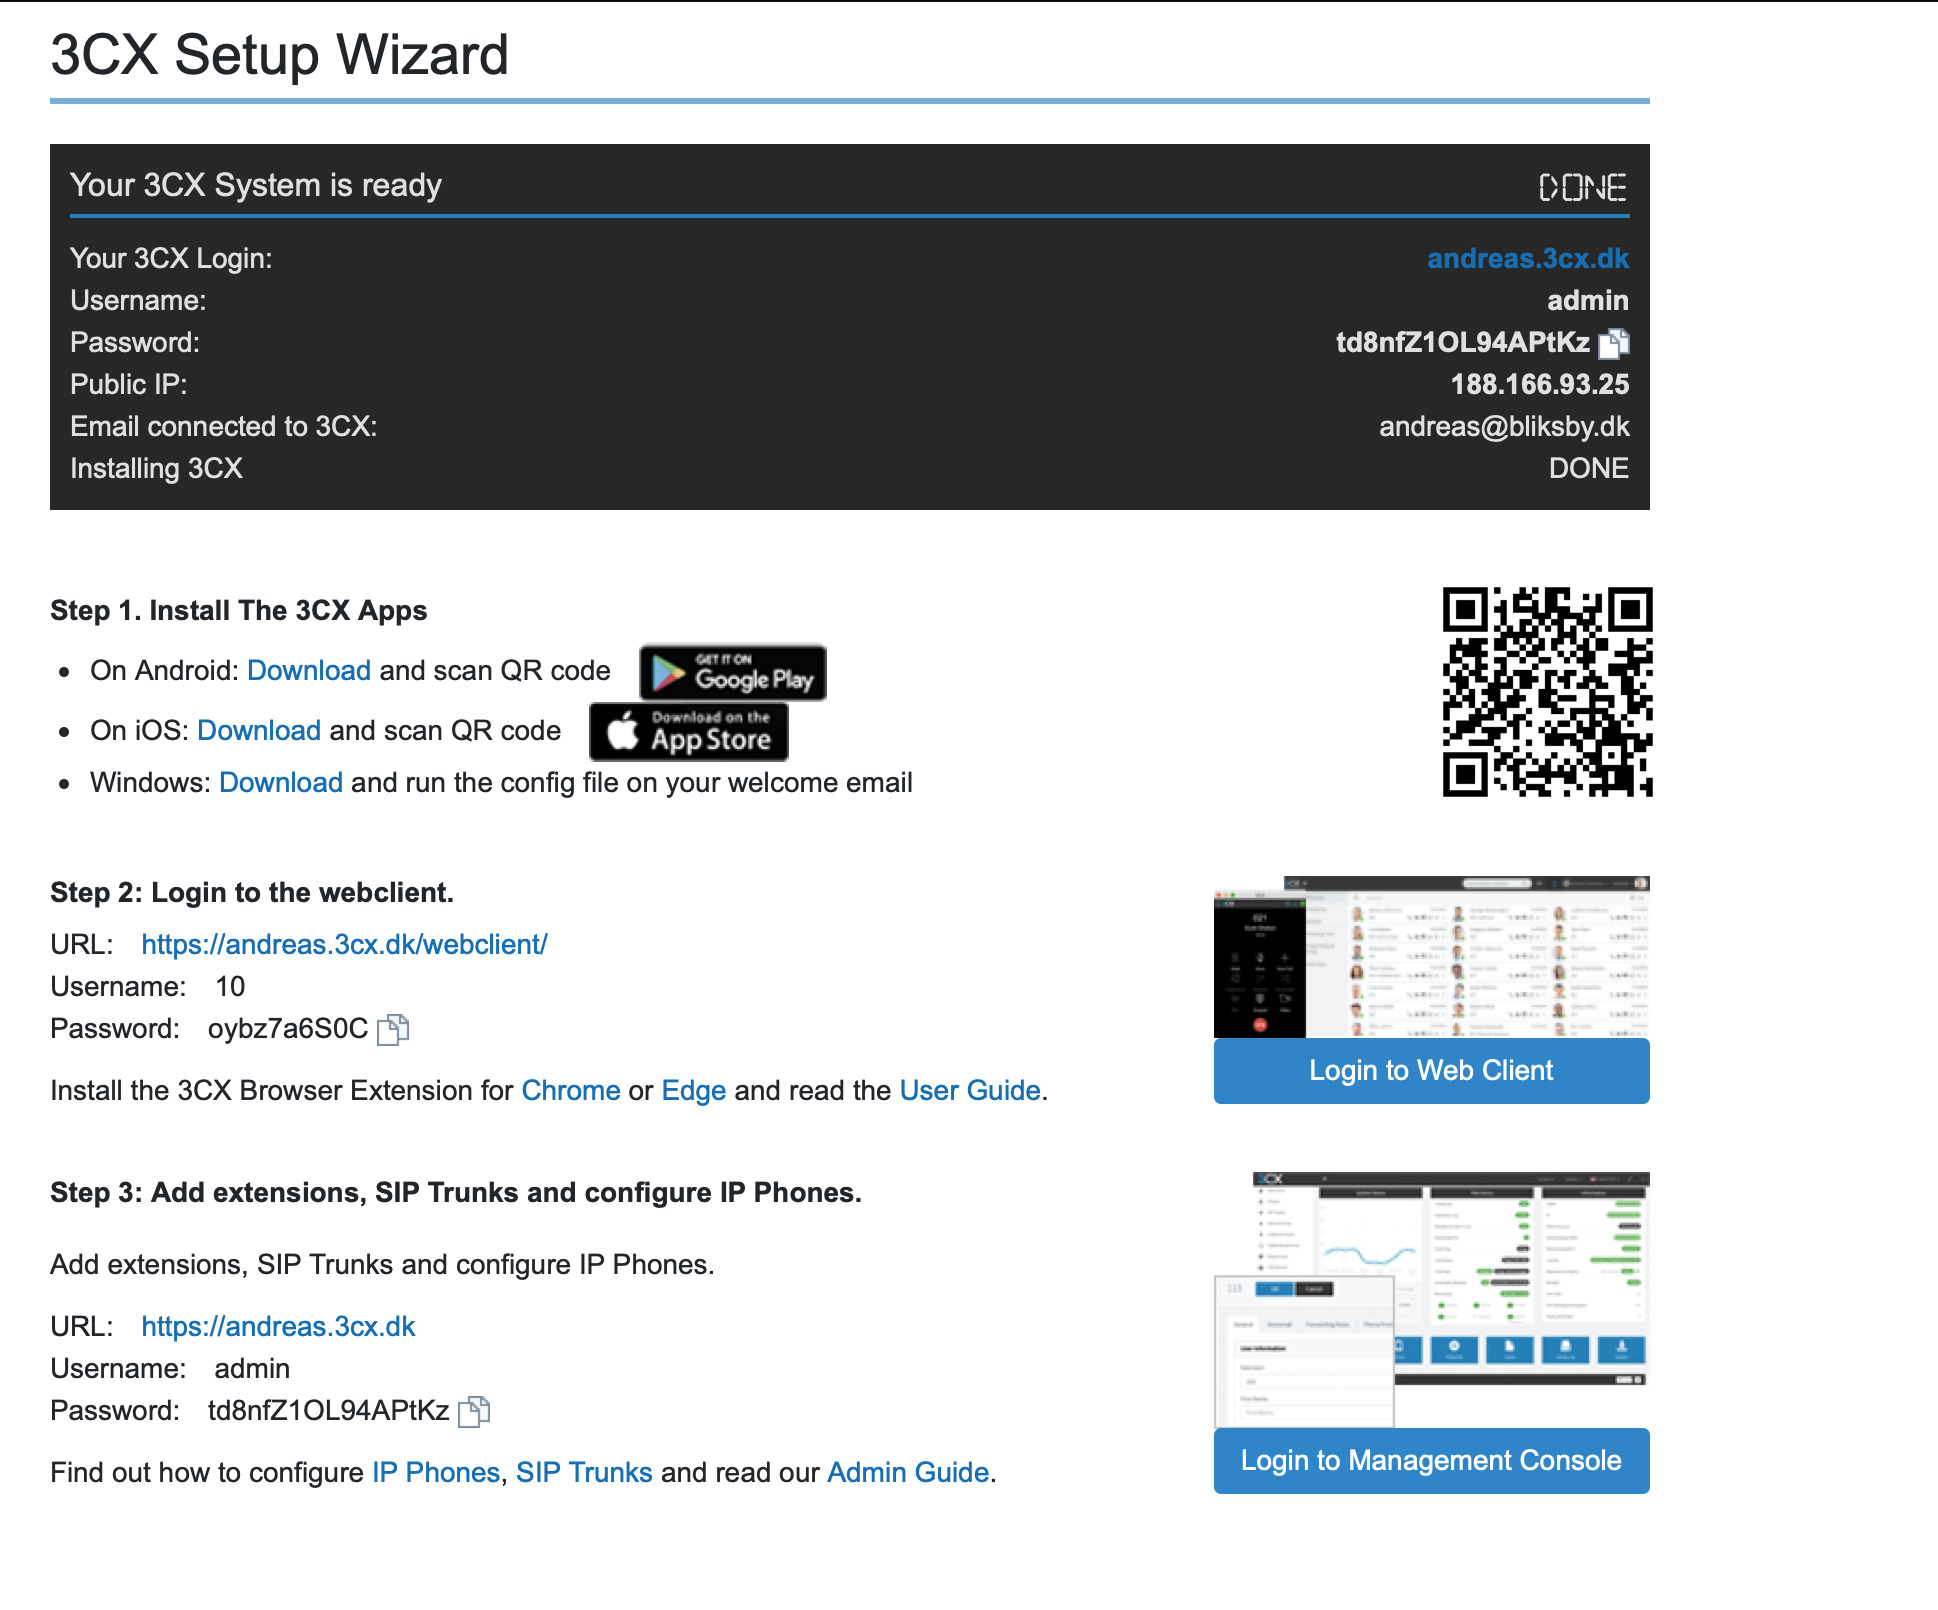 3CX Setup Wizard
Your 3CX System is ready DONE
Your 3CX Login: andreas.3cx.dk
Username: admin
Password: td8nfZ1OL94APtKz
Public IP: 188.166.93.25
Email connected to 3CX: andreas@bliksby.dk
Installing 3CX DONE
Step 1. Install The 3CX Apps
• On Android: Download and scan QR code GET IT ON Google Play
• On iOS: Download and scan QR code Download on the App Store
• Windows: Download and run the config file on your welcome email
Step 2: Login to the webclient.
URL: https://andreas.3cx.dk/webclient/
Username: 10
Password: oybz7a6S0C
Install the 3CX Browser Extension for Chrome or Edge and read the User Guide.
Login to Web Client
Step 3: Add extensions, SIP Trunks and configure IP Phones.
3CX
Add extensions, SIP Trunks and configure IP Phones.
URL: https://andreas.3cx.dk
Username: admin
Password: td8nfZ1OL94APtKz
Find out how to configure IP Phones, SIP Trunks and read our Admin Guide.
Login to Management Console